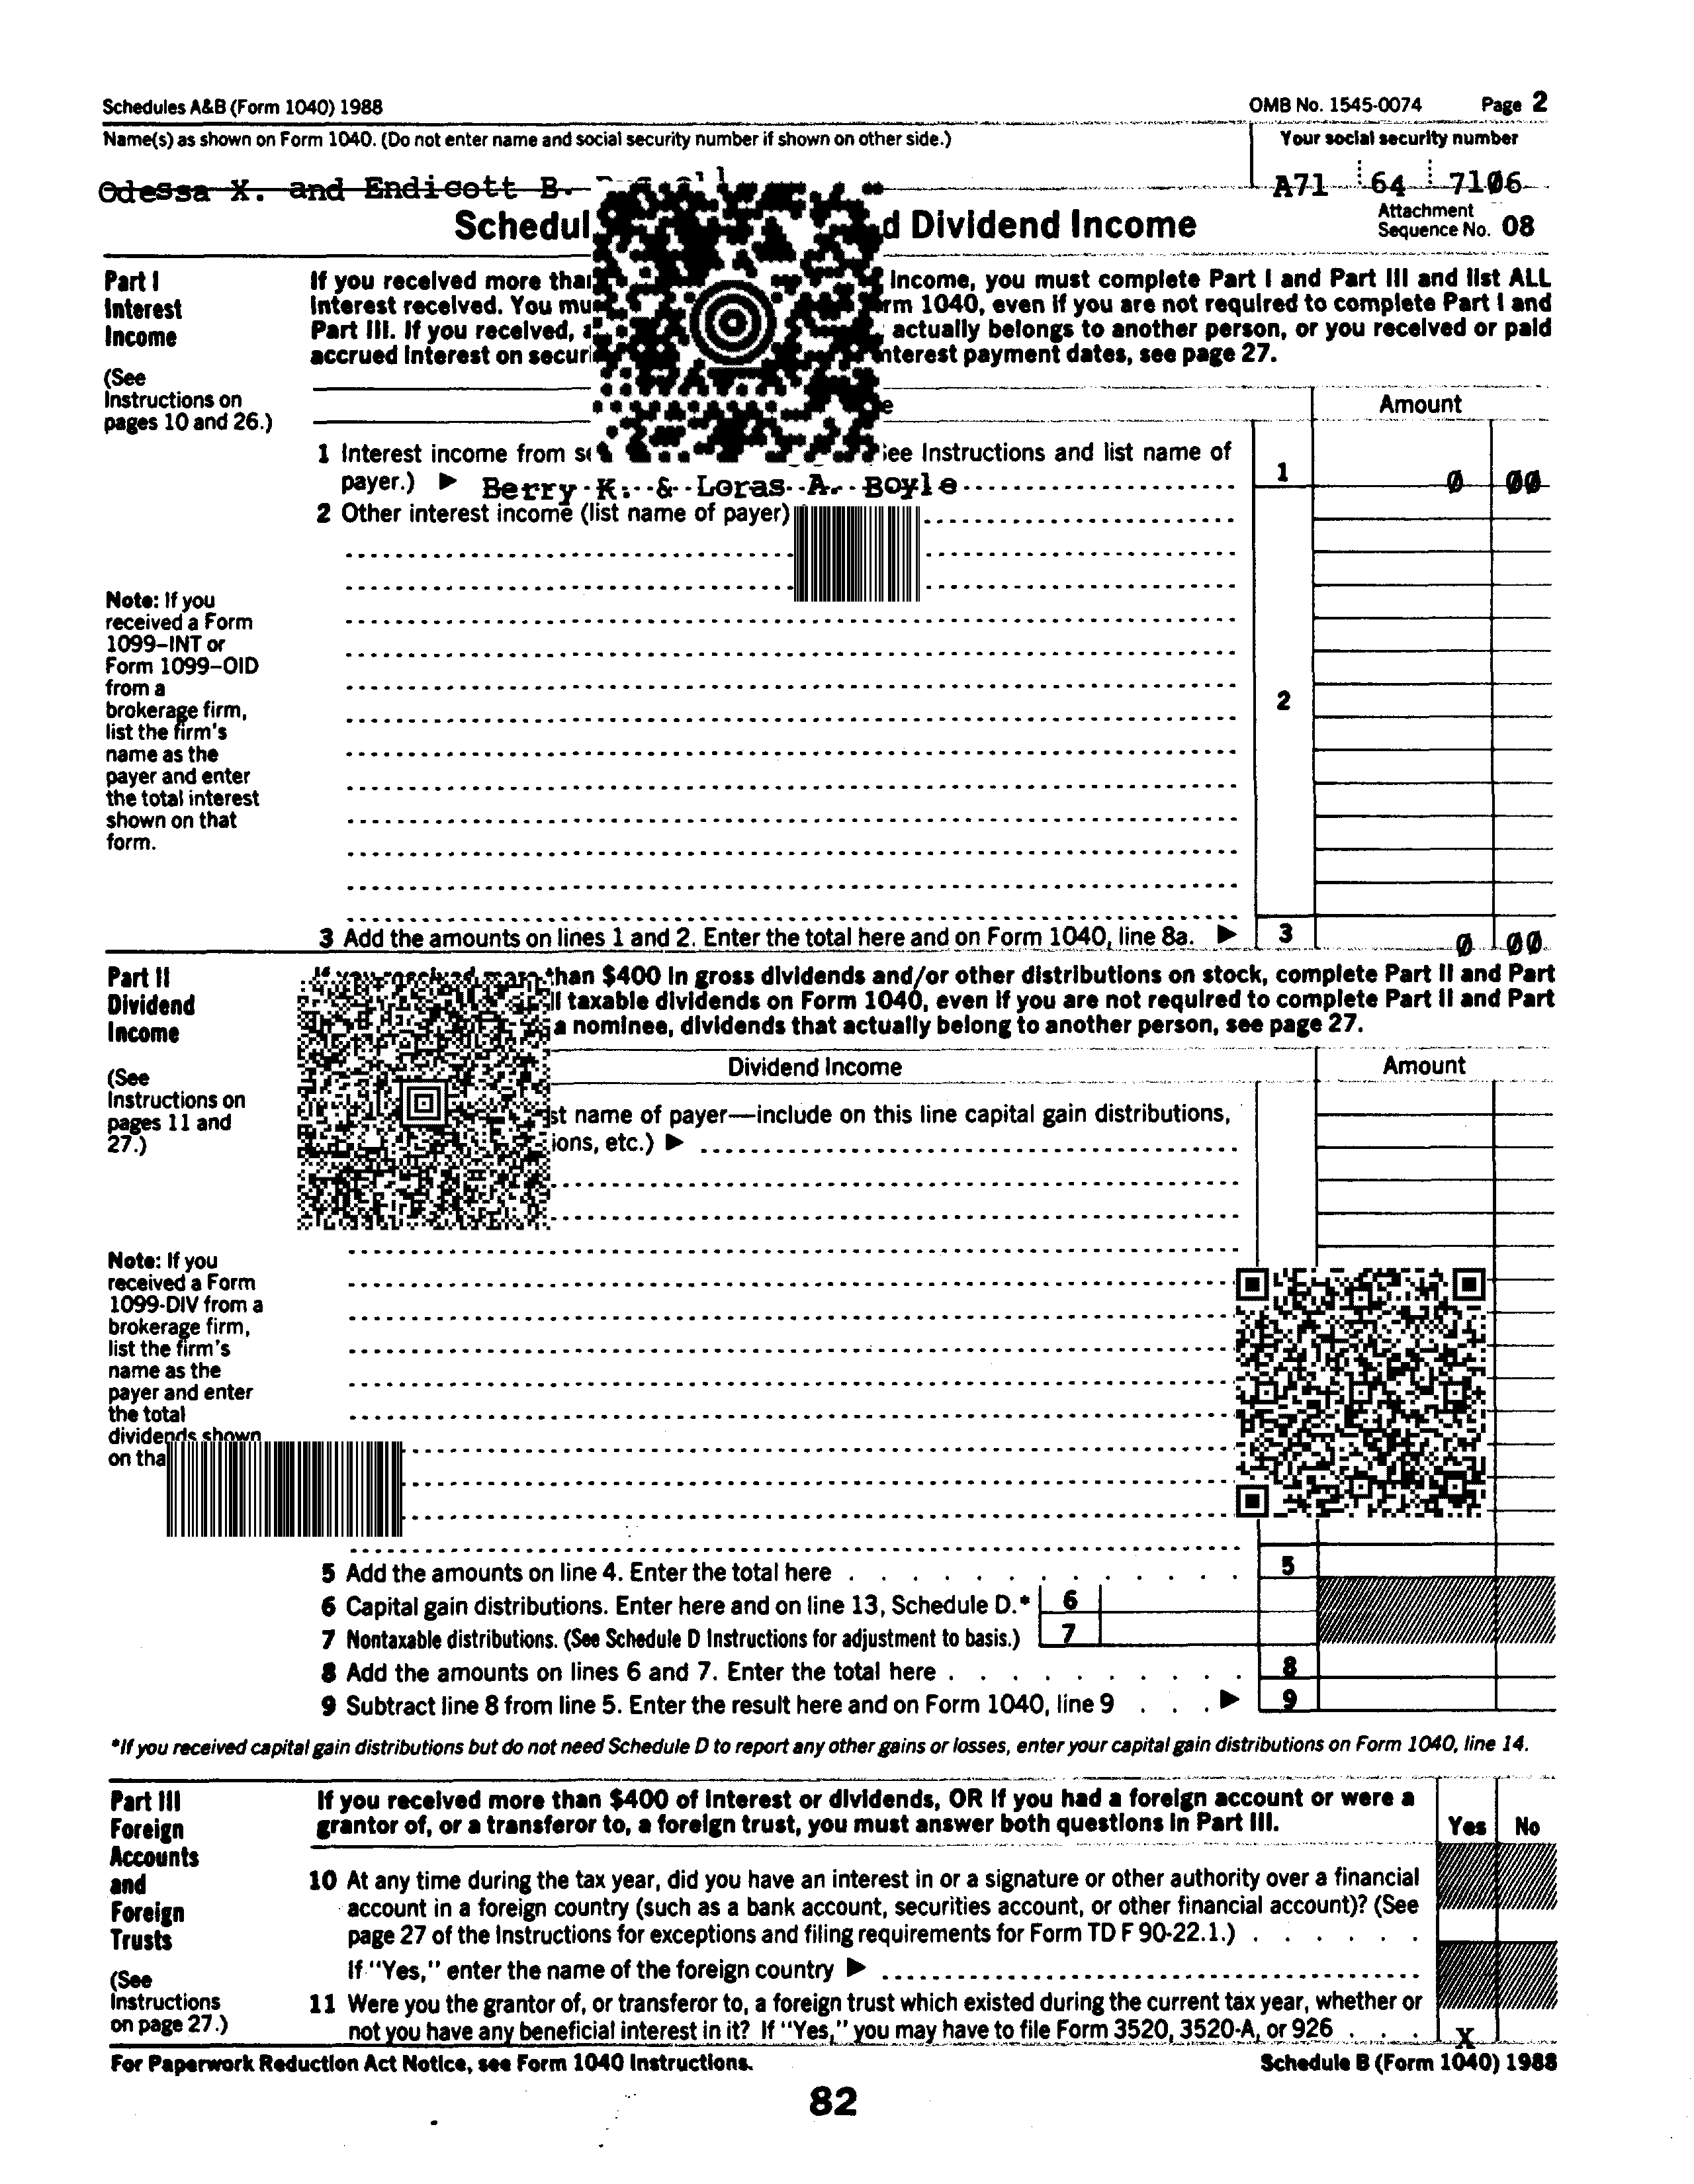 Schedules A&B (Form 1040) 1988 OMB No. 1545-0074 Page 2
Name(s) as shown on Form 1040. (Do not enter name and social security number if shown on other side.) Your social security number
Odessa X. and Endicott B. A71 64 7106
Dividend Income
Attachment
Sequence No. 08
Part I
Interest
Income
(See
Instructions on
pages 10 and 26.)
If you received more Income, you must complete Part I and Part III and list ALL
Interest received. You 1040, even if you are not required to complete Part I and
Part III. If you received, actually belongs to another person, or you received or paid
accrued interest on payment dates, see page 27.
Amount
1 Interest income from Instructions and list name of
payer.) ▶ Berry K. & Loras A. Boyle 1 0 00
2 Other interest income (list name of payer)
Note: If you
received a Form
1099–INT or
Form 1099–OID
from a
brokerage firm,
list the firm's
name as the
payer and enter
the total interest
shown on that
form.
2
3 Add the amounts on lines 1 and 2. Enter the total here and on Form 1040, line 8a. ▶ 3 0 00
Part II
Dividend
Income
(See
Instructions on
pages 11 and
27.)
If you received more than $400 in gross dividends and/or other distributions on stock, complete Part II and Part
taxable dividends on Form 1040, even if you are not required to complete Part II and Part
a nominee, dividends that actually belong to another person, see page 27.
Dividend Income Amount
name of payer—include on this line capital gain distributions,
etc.) ▶
Note: If you
received a Form
1099-DIV from a
brokerage firm,
list the firm's
name as the
payer and enter
the total
dividends shown
on
5 Add the amounts on line 4. Enter the total here . . . . . . . . . . . . 5
6 Capital gain distributions. Enter here and on line 13, Schedule D.* 6
7 Nontaxable distributions. (See Schedule D Instructions for adjustment to basis.) 7
8 Add the amounts on lines 6 and 7. Enter the total here . . . . . . . . . . 8
9 Subtract line 8 from line 5. Enter the result here and on Form 1040, line 9 . . . ▶ 9
*If you received capital gain distributions but do not need Schedule D to report any other gains or losses, enter your capital gain distributions on Form 1040, line 14.
Part III
Foreign
Accounts
and
Foreign
Trusts
(See
Instructions
on page 27.)
If you received more than $400 of interest or dividends, OR if you had a foreign account or were a
grantor of, or a transferor to, a foreign trust, you must answer both questions in Part III. Yes No
10 At any time during the tax year, did you have an interest in or a signature or other authority over a financial
account in a foreign country (such as a bank account, securities account, or other financial account)? (See
page 27 of the Instructions for exceptions and filing requirements for Form TD F 90-22.1.) . . . . . .
If "Yes," enter the name of the foreign country ▶
11 Were you the grantor of, or transferor to, a foreign trust which existed during the current tax year, whether or
not you have any beneficial interest in it? If "Yes," you may have to file Form 3520, 3520-A, or 926 . . . X
For Paperwork Reduction Act Notice, see Form 1040 Instructions. Schedule B (Form 1040) 1988
82